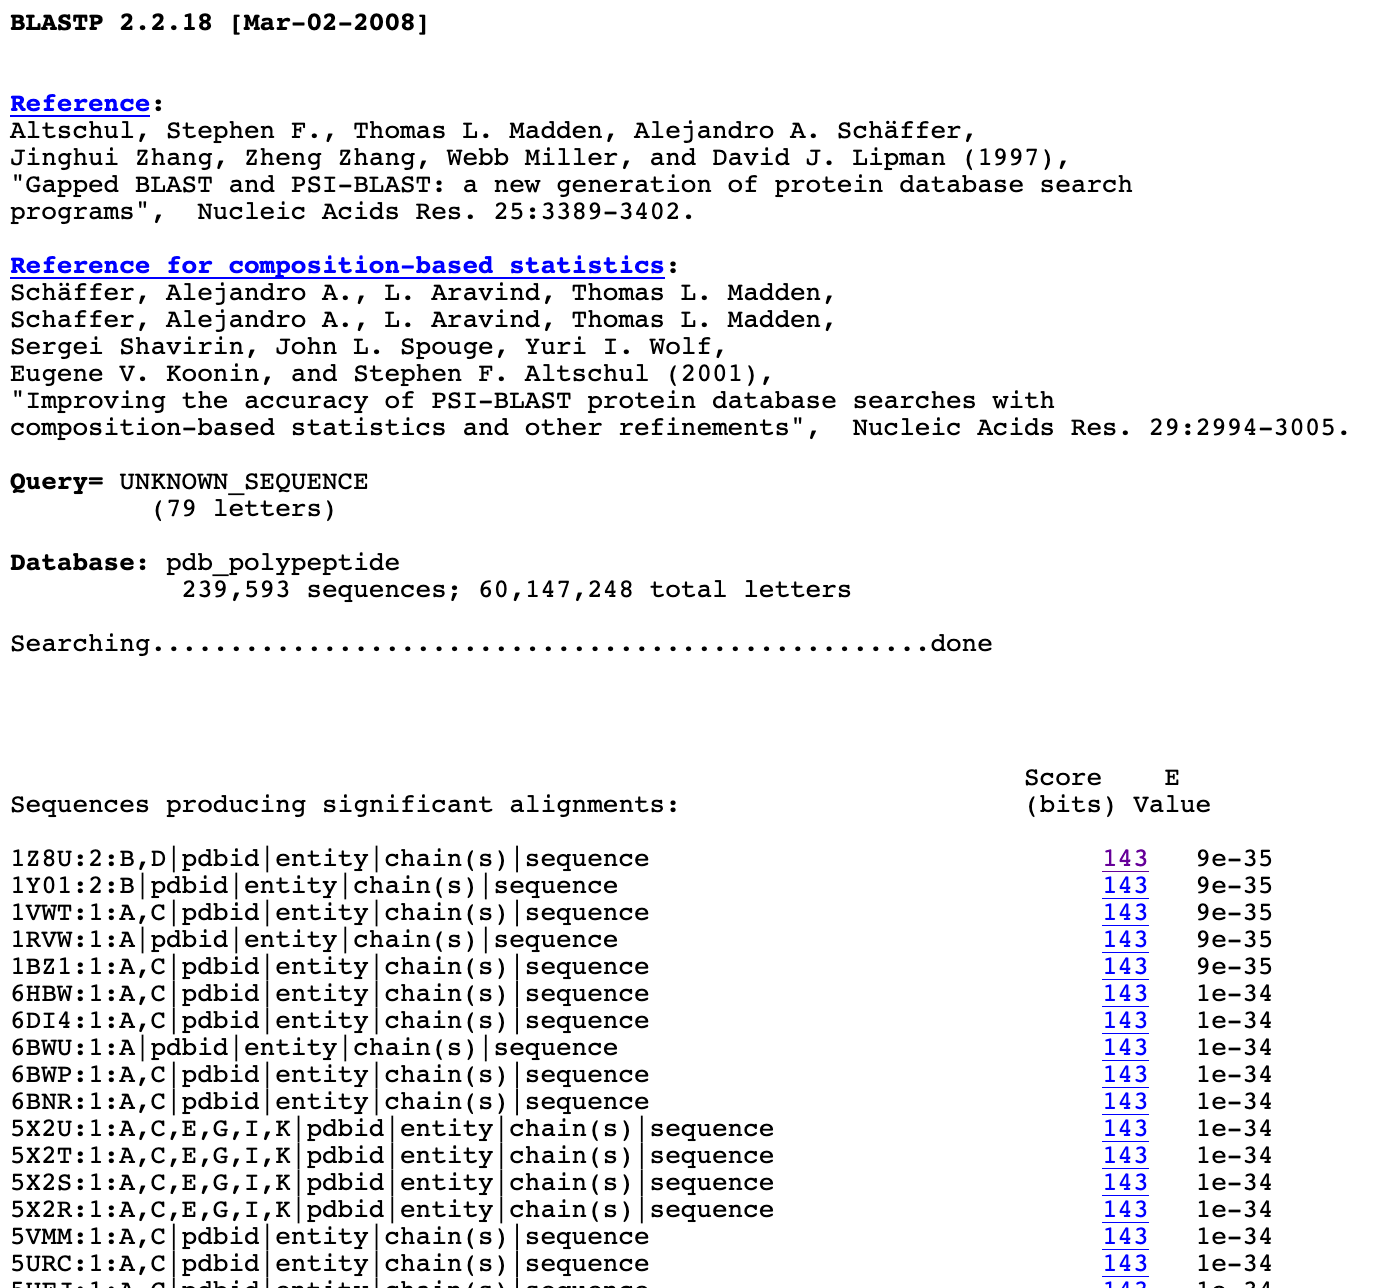 BLASTP 2.2.18 [Mar-02-2008]
Reference:
Altschul, Stephen F., Thomas L. Madden, Alejandro A. Schäffer,
Jinghui Zhang, Zheng Zhang, Webb Miller, and David J. Lipman (1997),
"Gapped BLAST and PSI-BLAST: a new generation of protein database search
programs",  Nucleic Acids Res. 25:3389-3402.
Reference for composition-based statistics:
Schäffer, Alejandro A., L. Aravind, Thomas L. Madden,
Schaffer, Alejandro A., L. Aravind, Thomas L. Madden,
Sergei Shavirin, John L. Spouge, Yuri I. Wolf,
Eugene V. Koonin, and Stephen F. Altschul (2001),
"Improving the accuracy of PSI-BLAST protein database searches with
composition-based statistics and other refinements",  Nucleic Acids Res. 29:2994-3005.
Query= UNKNOWN_SEQUENCE
(79 letters)
Database: pdb_polypeptide
239,593 sequences; 60,147,248 total letters
Searching..................................................done
Score    E
Sequences producing significant alignments: (bits) Value
1Z8U:2:B,D|pdbid|entity|chain(s)|sequence 143 9e-35
1Y01:2:B|pdbid|entity|chain(s)|sequence 143 9e-35
1VWT:1:A,C|pdbid|entity|chain(s)|sequence 143 9e-35
1RVW:1:A|pdbid|entity|chain(s)|sequence 143 9e-35
1BZ1:1:A,C|pdbid|entity|chain(s)|sequence 143 9e-35
6HBW:1:A,C|pdbid|entity|chain(s)|sequence 143 1e-34
6DI4:1:A,C|pdbid|entity|chain(s)|sequence 143 1e-34
6BWU:1:A|pdbid|entity|chain(s)|sequence 143 1e-34
6BWP:1:A,C|pdbid|entity|chain(s)|sequence 143 1e-34
6BNR:1:A,C|pdbid|entity|chain(s)|sequence 143 1e-34
5X2U:1:A,C,E,G,I,K|pdbid|entity|chain(s)|sequence 143 1e-34
5X2T:1:A,C,E,G,I,K|pdbid|entity|chain(s)|sequence 143 1e-34
5X2S:1:A,C,E,G,I,K|pdbid|entity|chain(s)|sequence 143 1e-34
5X2R:1:A,C,E,G,I,K|pdbid|entity|chain(s)|sequence 143 1e-34
5VMM:1:A,C|pdbid|entity|chain(s)|sequence 143 1e-34
5URC:1:A,C|pdbid|entity|chain(s)|sequence 143 1e-34